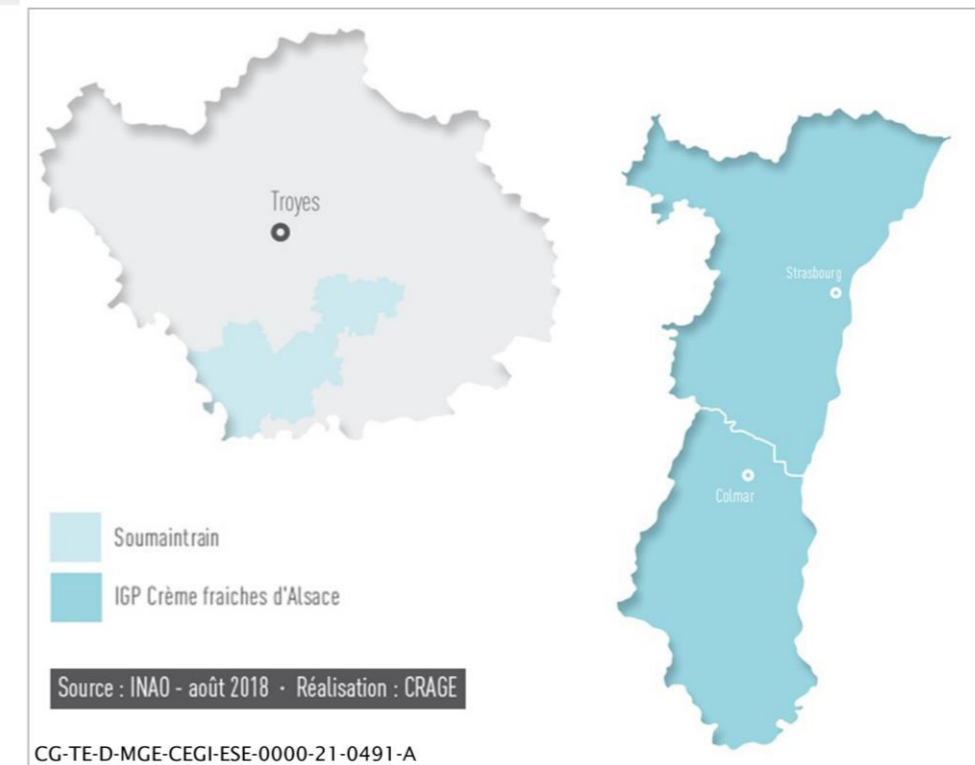 Troyes
Strasbourg
Colmar
Soumaintrain
IGP Crème fraiches d'Alsace
Source : INAO - août 2018 · Réalisation : CRAGE
CG-TE-D-MGE-CEGI-ESE-0000-21-0491-A